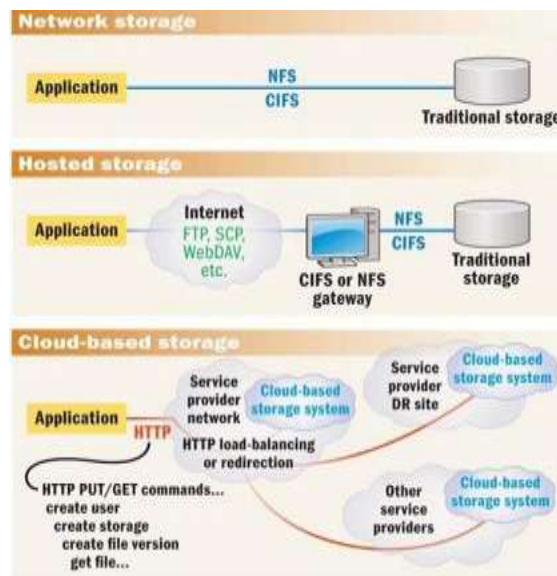 Network storage
Application
NFS
CIFS
Traditional storage
Hosted storage
Application
Internet
FTP, SCP,
WebDAV,
etc.
CIFS or NFS
gateway
NFS
CIFS
Traditional
storage
Cloud-based storage
Application
HTTP
Service
provider
network
Cloud-based
storage system
HTTP load-balancing
or redirection
Service
provider
DR site
Cloud-based
storage system
Other
service
providers
Cloud-based
storage system
HTTP PUT/GET commands...
create user
create storage
create file version
get file...